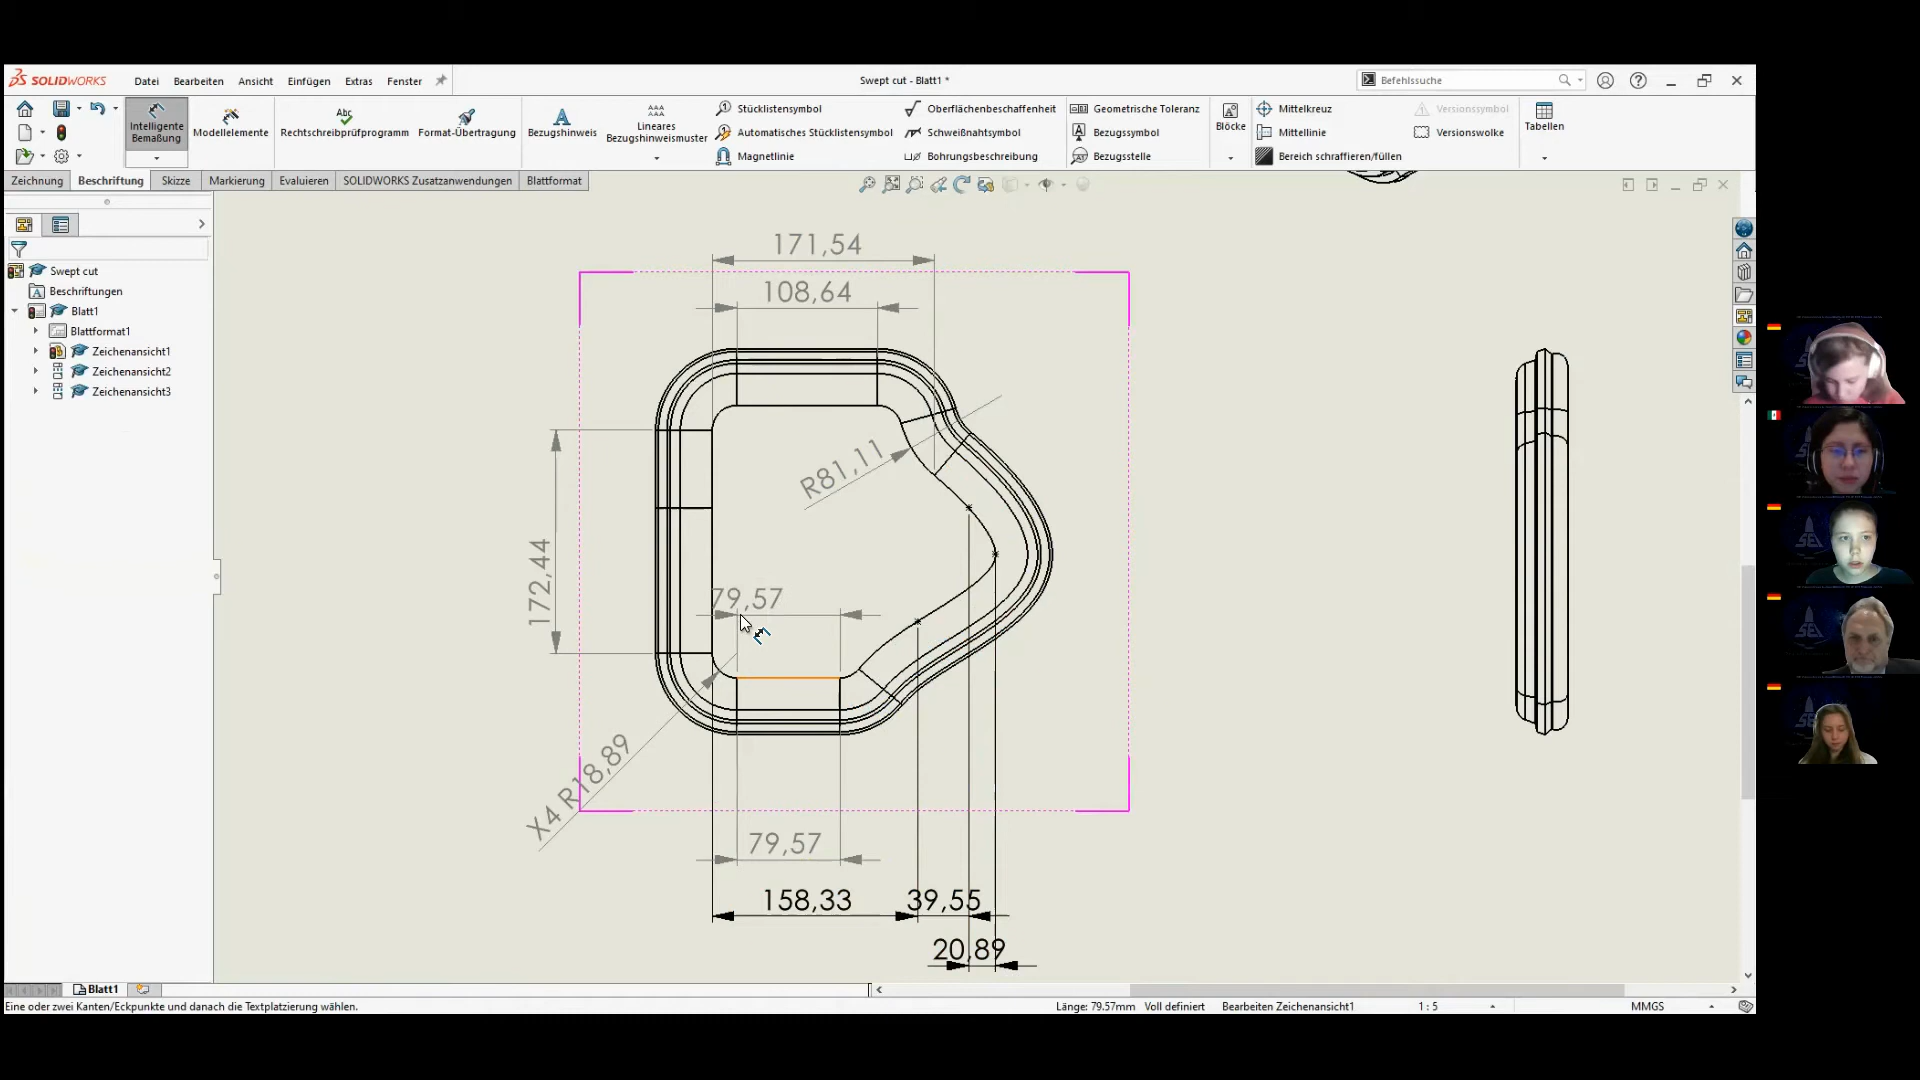 SOLIDWORKS
Datei
Bearbeiten
Ansicht
Einfügen
Extras
Fenster
Swept cut - Blatt1 *
Befehlssuche
Intelligente
Bemaßung
Modellelemente
Abc
Rechtschreibprüfprogramm
Format-Übertragung
Bezugshinweis
Lineares
Bezugshinweismuster
Stücklistensymbol
Automatisches Stücklistensymbol
Magnetlinie
Oberflächenbeschaffenheit
Schweißnahtsymbol
Bohrungsbeschreibung
Geometrische Toleranz
Bezugssymbol
Bezugsstelle
Blöcke
Mittelkreuz
Mittellinie
Bereich schraffieren/füllen
Versionssymbol
Versionswolke
Tabellen
Zeichnung
Beschriftung
Skizze
Markierung
Evaluieren
SOLIDWORKS Zusatzanwendungen
Blattformat
Swept cut
Beschriftungen
Blatt1
Blattformat1
Zeichenansicht1
Zeichenansicht2
Zeichenansicht3
171,54
108,64
R81,11
172,44
79,57
X4 R18,89
79,57
158,33
39,55
20,89
Blatt1
Eine oder zwei Kanten/Eckpunkte und danach die Textplatzierung wählen.
Länge: 79.57mm
Voll definiert
Bearbeiten Zeichenansicht1
1 : 5
MMGS